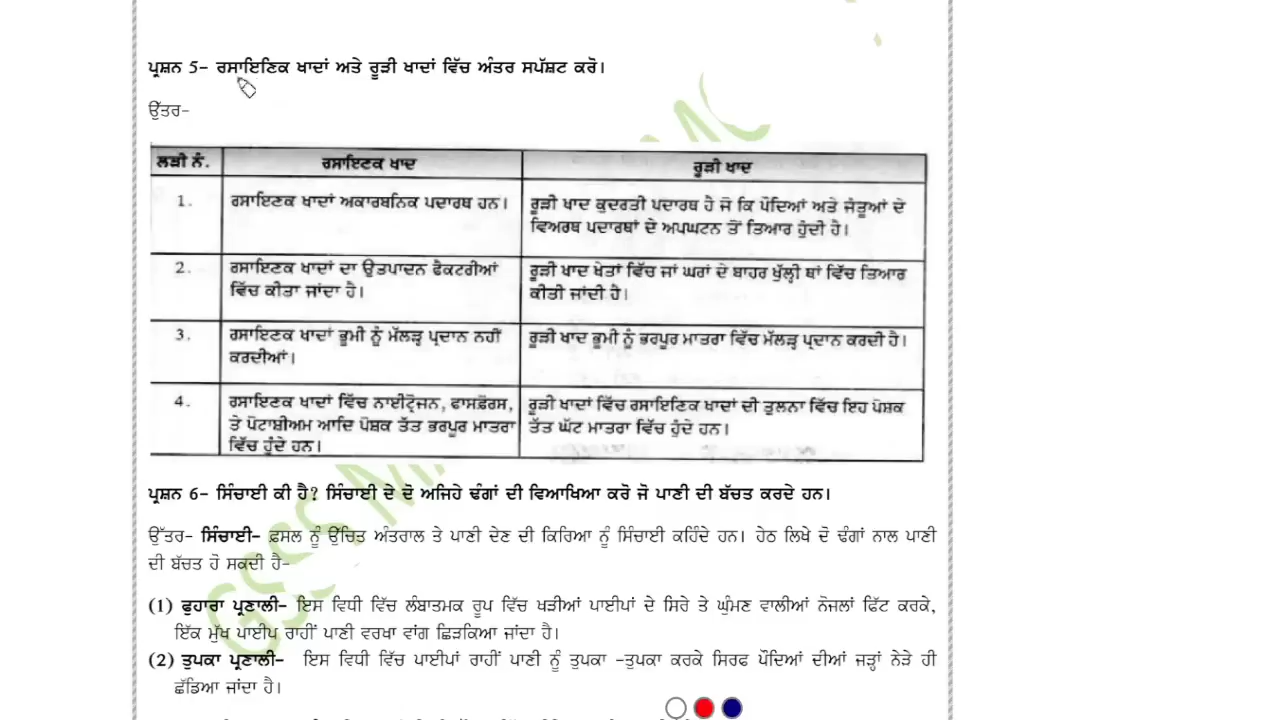 ਪ੍ਰਸ਼ਨ 5- ਰਸਾਇਣਿਕ ਖਾਦਾਂ ਅਤੇ ਰੂੜੀ ਖਾਦਾਂ ਵਿੱਚ ਅੰਤਰ ਸਪੱਸ਼ਟ ਕਰੋ।
ਉੱਤਰ-
ਲੜੀ ਨੰ. ਰਸਾਇਣਕ ਖਾਦ ਰੂੜੀ ਖਾਦ
1. ਰਸਾਇਣਕ ਖਾਦਾਂ ਅਕਾਰਬਨਿਕ ਪਦਾਰਥ ਹਨ। ਰੂੜੀ ਖਾਦ ਕੁਦਰਤੀ ਪਦਾਰਥ ਹੈ ਜੋ ਕਿ ਪੌਦਿਆਂ ਅਤੇ ਜੰਤੂਆਂ ਦੇ
ਵਿਅਰਥ ਪਦਾਰਥਾਂ ਦੇ ਅਪਘਟਨ ਤੋਂ ਤਿਆਰ ਹੁੰਦੀ ਹੈ।
2. ਰਸਾਇਣਕ ਖਾਦਾਂ ਦਾ ਉਤਪਾਦਨ ਫੈਕਟਰੀਆਂ ਰੂੜੀ ਖਾਦ ਖੇਤਾਂ ਵਿੱਚ ਜਾਂ ਘਰਾਂ ਦੇ ਬਾਹਰ ਖੁੱਲ੍ਹੀ ਥਾਂ ਵਿੱਚ ਤਿਆਰ
ਵਿੱਚ ਕੀਤਾ ਜਾਂਦਾ ਹੈ। ਕੀਤੀ ਜਾਂਦੀ ਹੈ।
3. ਰਸਾਇਣਕ ਖਾਦਾਂ ਭੂਮੀ ਨੂੰ ਮੱਲੜ੍ਹ ਪ੍ਰਦਾਨ ਨਹੀਂ ਰੂੜੀ ਖਾਦ ਭੂਮੀ ਨੂੰ ਭਰਪੂਰ ਮਾਤਰਾ ਵਿੱਚ ਮੱਲੜ੍ਹ ਪ੍ਰਦਾਨ ਕਰਦੀ ਹੈ।
ਕਰਦੀਆਂ।
4. ਰਸਾਇਣਕ ਖਾਦਾਂ ਵਿੱਚ ਨਾਈਟ੍ਰੋਜਨ, ਫਾਸਫ਼ੋਰਸ, ਰੂੜੀ ਖਾਦਾਂ ਵਿੱਚ ਰਸਾਇਣਿਕ ਖਾਦਾਂ ਦੀ ਤੁਲਨਾ ਵਿੱਚ ਇਹ ਪੋਸ਼ਕ
ਤੇ ਪੋਟਾਸ਼ੀਅਮ ਆਦਿ ਪੋਸ਼ਕ ਤੱਤ ਭਰਪੂਰ ਮਾਤਰਾ ਤੱਤ ਘੱਟ ਮਾਤਰਾ ਵਿੱਚ ਹੁੰਦੇ ਹਨ।
ਵਿੱਚ ਹੁੰਦੇ ਹਨ।
ਪ੍ਰਸ਼ਨ 6- ਸਿੰਚਾਈ ਕੀ ਹੈ? ਸਿੰਚਾਈ ਦੇ ਦੋ ਅਜਿਹੇ ਢੰਗਾਂ ਦੀ ਵਿਆਖਿਆ ਕਰੋ ਜੋ ਪਾਣੀ ਦੀ ਬੱਚਤ ਕਰਦੇ ਹਨ।
ਉੱਤਰ- ਸਿੰਚਾਈ- ਫ਼ਸਲ ਨੂੰ ਉਚਿਤ ਅੰਤਰਾਲ ਤੇ ਪਾਣੀ ਦੇਣ ਦੀ ਕਿਰਿਆ ਨੂੰ ਸਿੰਚਾਈ ਕਹਿੰਦੇ ਹਨ। ਹੇਠ ਲਿਖੇ ਦੋ ਢੰਗਾਂ ਨਾਲ ਪਾਣੀ
ਦੀ ਬੱਚਤ ਹੋ ਸਕਦੀ ਹੈ-
(1) ਫੁਹਾਰਾ ਪ੍ਰਣਾਲੀ- ਇਸ ਵਿਧੀ ਵਿੱਚ ਲੰਬਾਤਮਕ ਰੂਪ ਵਿੱਚ ਖੜੀਆਂ ਪਾਈਪਾਂ ਦੇ ਸਿਰੇ ਤੇ ਘੁੰਮਣ ਵਾਲੀਆਂ ਨੋਜਲਾਂ ਫਿੱਟ ਕਰਕੇ,
ਇੱਕ ਮੁੱਖ ਪਾਈਪ ਰਾਹੀਂ ਪਾਣੀ ਵਰਖਾ ਵਾਂਗ ਛਿੜਕਿਆ ਜਾਂਦਾ ਹੈ।
(2) ਤੁਪਕਾ ਪ੍ਰਣਾਲੀ- ਇਸ ਵਿਧੀ ਵਿੱਚ ਪਾਈਪਾਂ ਰਾਹੀਂ ਪਾਣੀ ਨੂੰ ਤੁਪਕਾ -ਤੁਪਕਾ ਕਰਕੇ ਸਿਰਫ ਪੌਦਿਆਂ ਦੀਆਂ ਜੜ੍ਹਾਂ ਨੇੜੇ ਹੀ
ਛੱਡਿਆ ਜਾਂਦਾ ਹੈ।